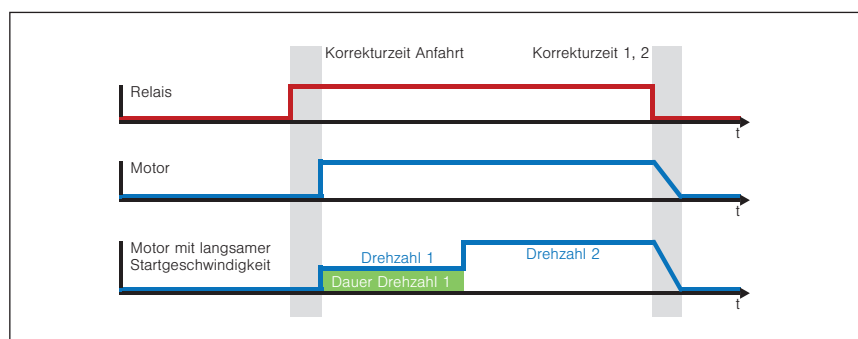 Korrekturzeit Anfahrt
Korrekturzeit 1, 2
Relais
t
Motor
t
Motor mit langsamer
Startgeschwindigkeit
Drehzahl 1
Drehzahl 2
Dauer Drehzahl 1
t